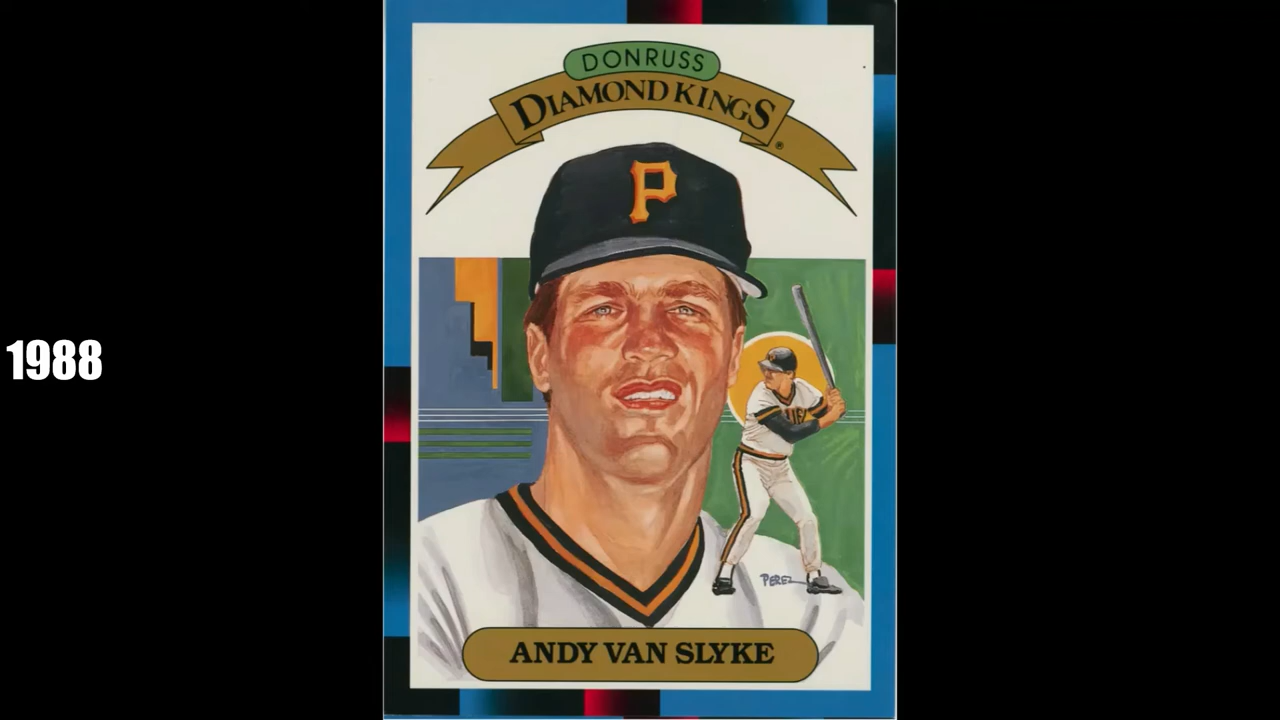 DONRUSS
DIAMOND KINGS®
P
1988
PEREZ
ANDY VAN SLYKE